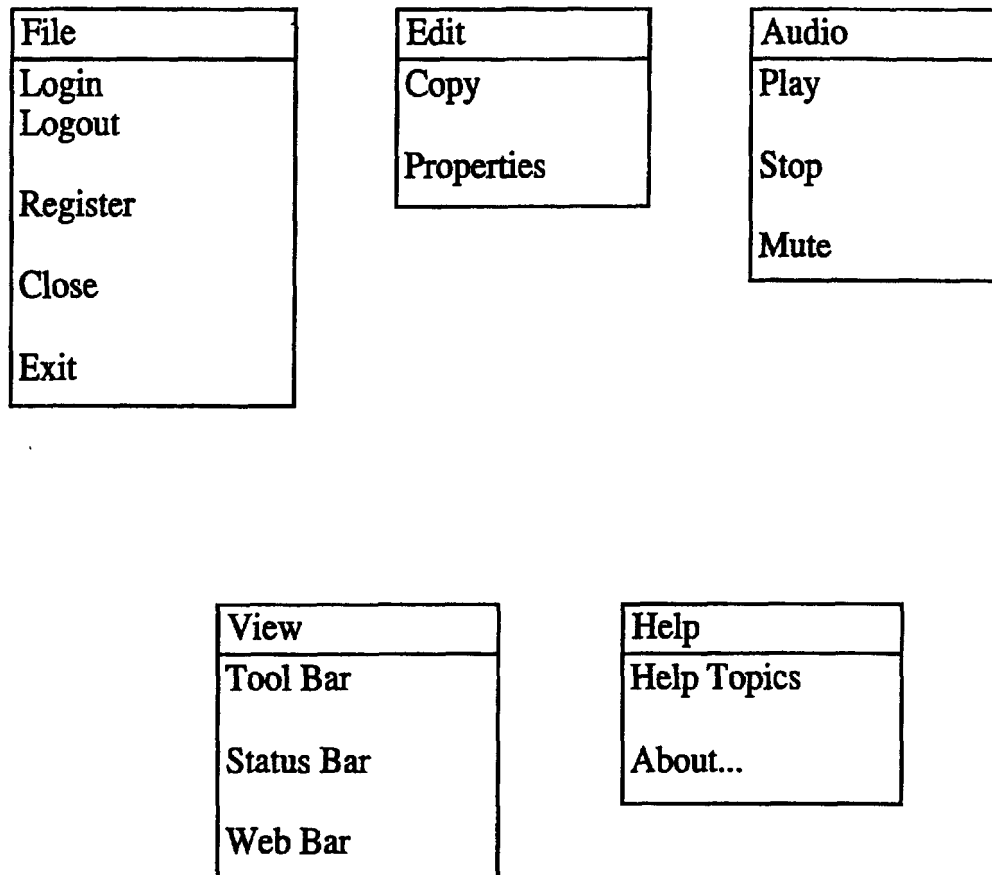 File
Login
Logout
Register
Close
Exit
Edit
Copy
Properties
Audio
Play
Stop
Mute
View
Tool Bar
Status Bar
Web Bar
Help
Help Topics
About...